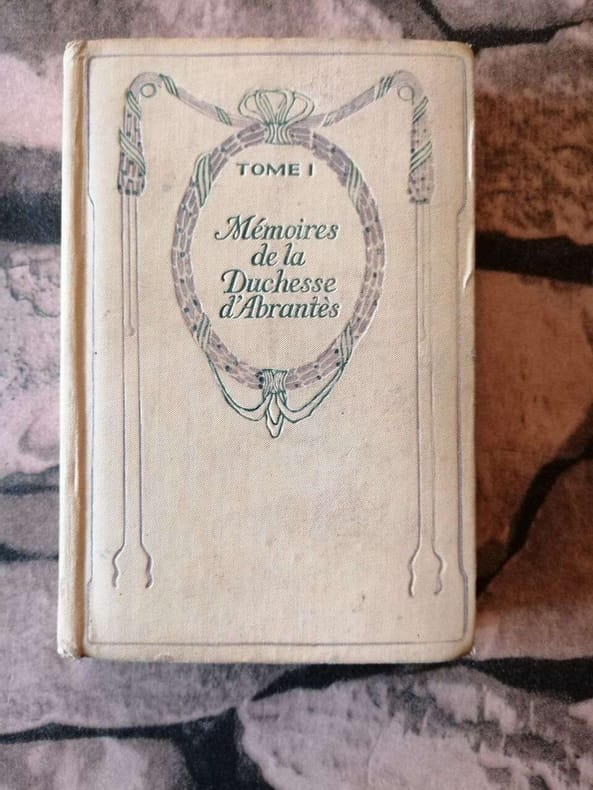 TOME I
Mémoires
de la
Duchesse
d'Abrantès